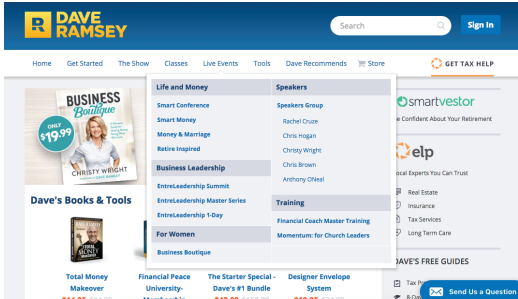 R DAVE
RAMSEY
Search
Sign In
Home Get Started The Show Classes Live Events Tools Dave Recommends Store GET TAX HELP
Life and Money
Smart Conference
Smart Money
Money & Marriage
Retire Inspired
Business Leadership
EntreLeadership Summit
EntreLeadership Master Series
EntreLeadership 1-Day
For Women
Business Boutique
Speakers
Speakers Group
Rachel Cruze
Chris Hogan
Christy Wright
Chris Brown
Anthony ONeal
Training
Financial Coach Master Training
Momentum: for Church Leaders
BUSINESS
Boutique
ONLY
$19.99
CHRISTY WRIGHT
smartvestor
e Confident About Your Retirement
elp
ocal Experts You Can Trust
Real Estate
Insurance
Tax Services
Long Term Care
Dave's Books & Tools
TOTAL
MONEY
Total Money
Makeover
Financial Peace
University-
Membership
The Starter Special -
Dave's #1 Bundle
Designer Envelope
System
DAVE'S FREE GUIDES
Tax P
Send Us a Question